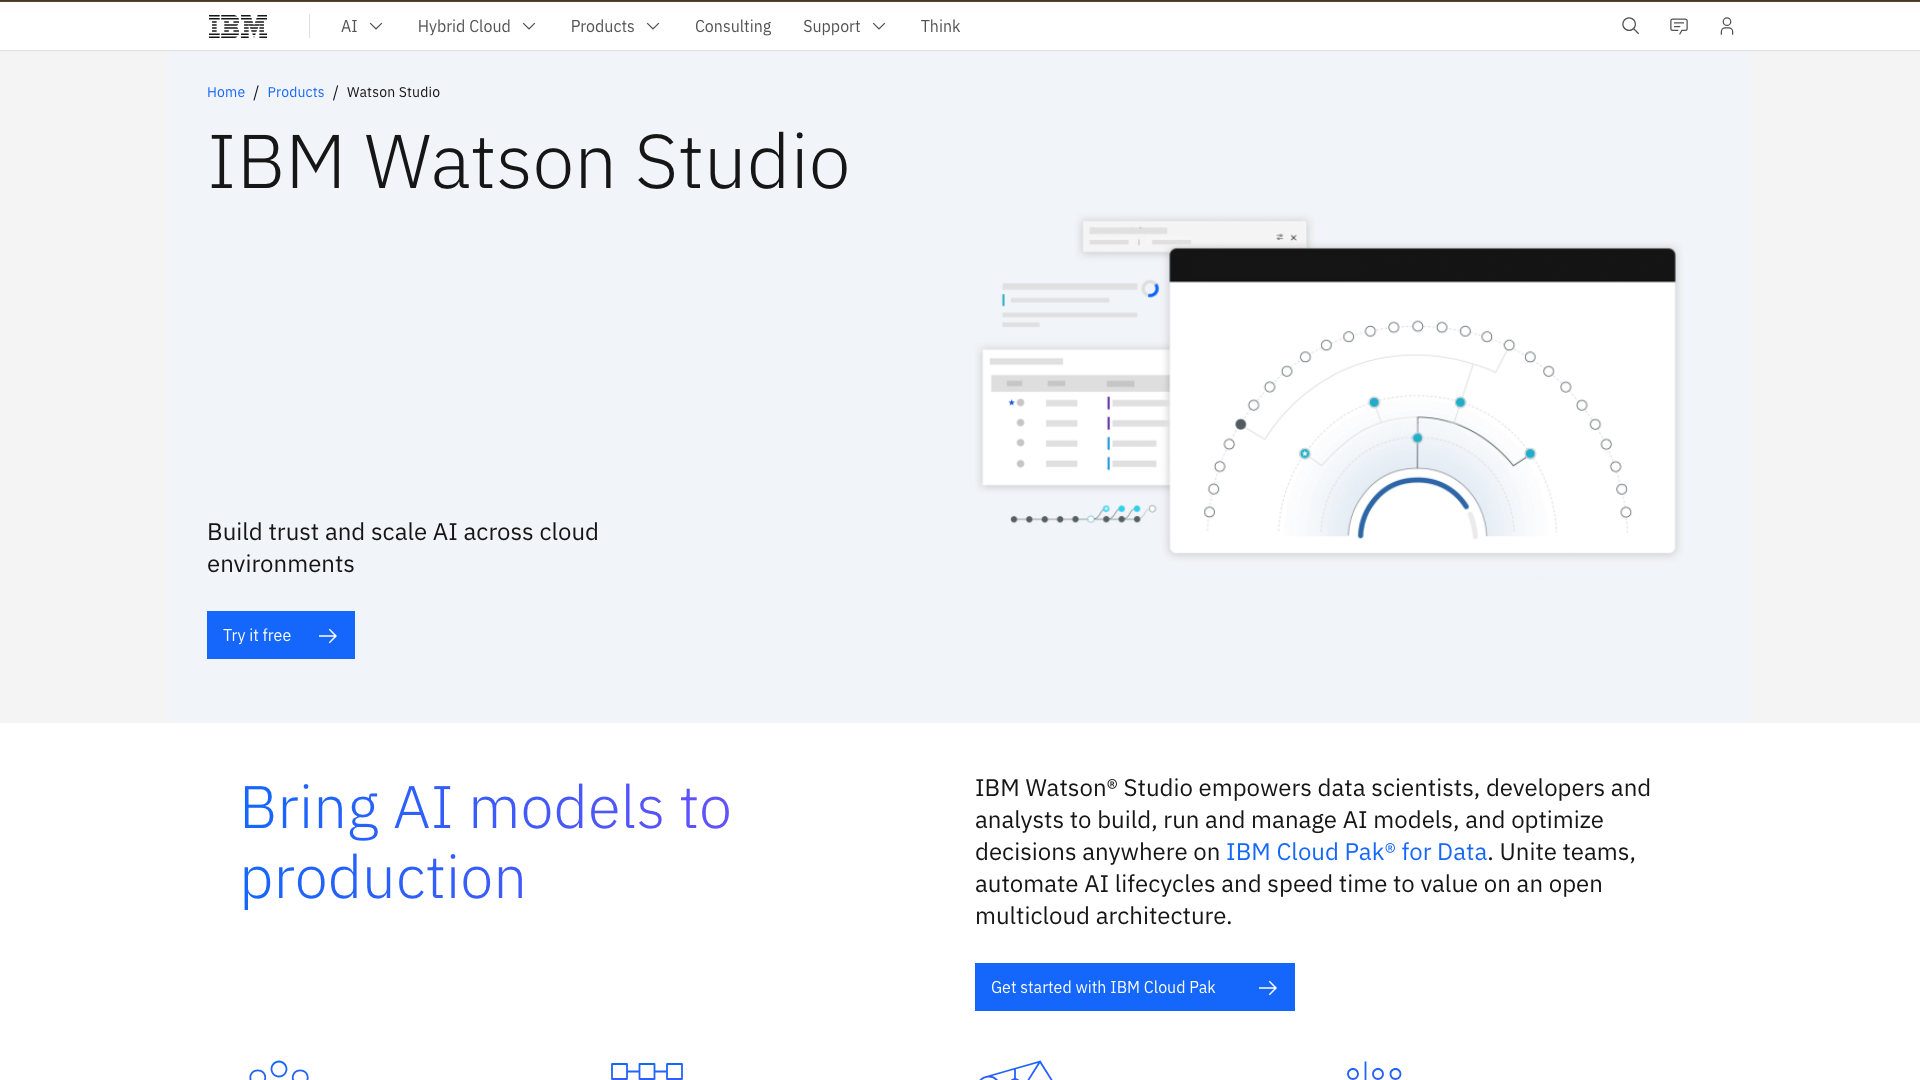 IBM
AI
Hybrid Cloud
Products
Consulting
Support
Think
Home / Products / Watson Studio
IBM Watson Studio
Build trust and scale AI across cloud
environments
Try it free
Bring AI models to
production
IBM Watson® Studio empowers data scientists, developers and
analysts to build, run and manage AI models, and optimize
decisions anywhere on IBM Cloud Pak® for Data. Unite teams,
automate AI lifecycles and speed time to value on an open
multicloud architecture.
Get started with IBM Cloud Pak